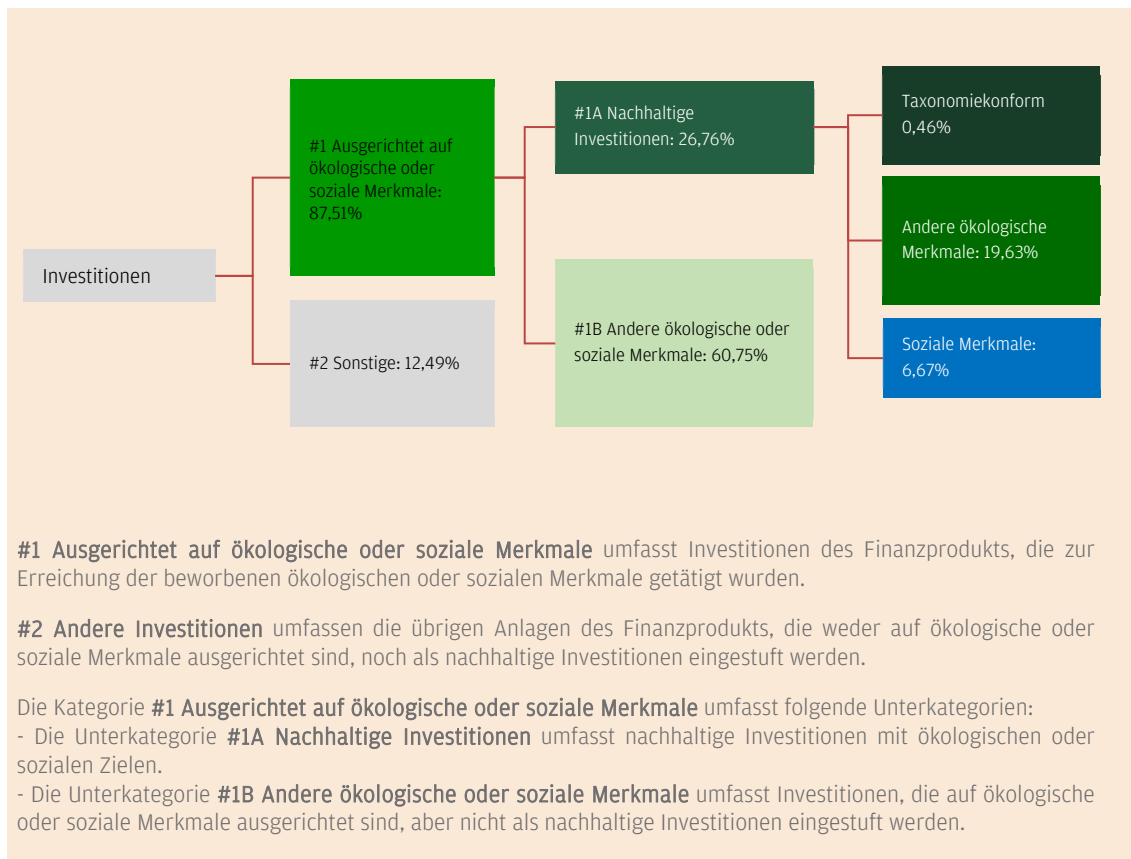 Investitionen
#1 Ausgerichtet auf
ökologische oder
soziale Merkmale:
87,51%
#2 Sonstige: 12,49%
#1A Nachhaltige
Investitionen: 26,76%
#1B Andere ökologische oder
soziale Merkmale: 60,75%
Taxonomiekonform
0,46%
Andere ökologische
Merkmale: 19,63%
Soziale Merkmale:
6,67%
#1 Ausgerichtet auf ökologische oder soziale Merkmale umfasst Investitionen des Finanzprodukts, die zur
Erreichung der beworbenen ökologischen oder sozialen Merkmale getätigt wurden.
#2 Andere Investitionen umfassen die übrigen Anlagen des Finanzprodukts, die weder auf ökologische oder
soziale Merkmale ausgerichtet sind, noch als nachhaltige Investitionen eingestuft werden.
Die Kategorie #1 Ausgerichtet auf ökologische oder soziale Merkmale umfasst folgende Unterkategorien:
- Die Unterkategorie #1A Nachhaltige Investitionen umfasst nachhaltige Investitionen mit ökologischen oder
sozialen Zielen.
- Die Unterkategorie #1B Andere ökologische oder soziale Merkmale umfasst Investitionen, die auf ökologische
oder soziale Merkmale ausgerichtet sind, aber nicht als nachhaltige Investitionen eingestuft werden.